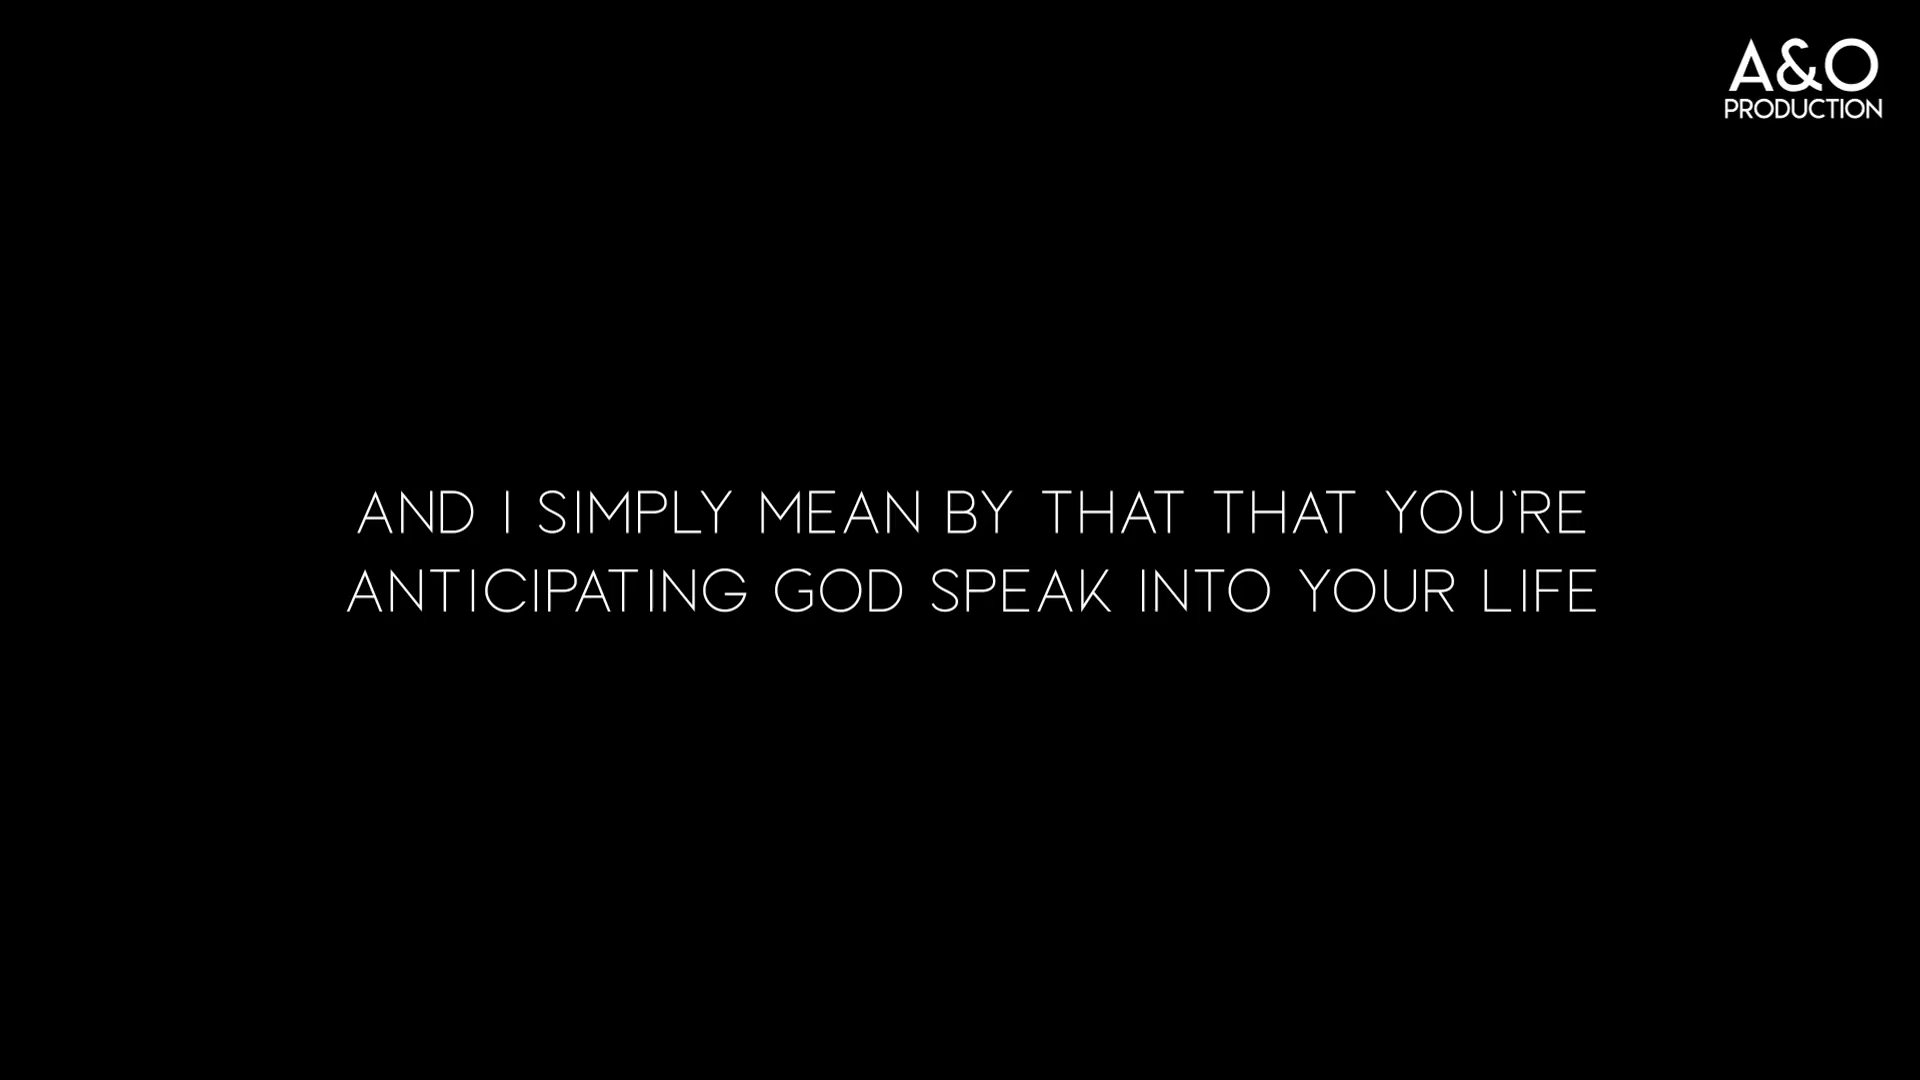 A&O
PRODUCTION
AND I SIMPLY MEAN BY THAT THAT YOU`RE
ANTICIPATING GOD SPEAK INTO YOUR LIFE